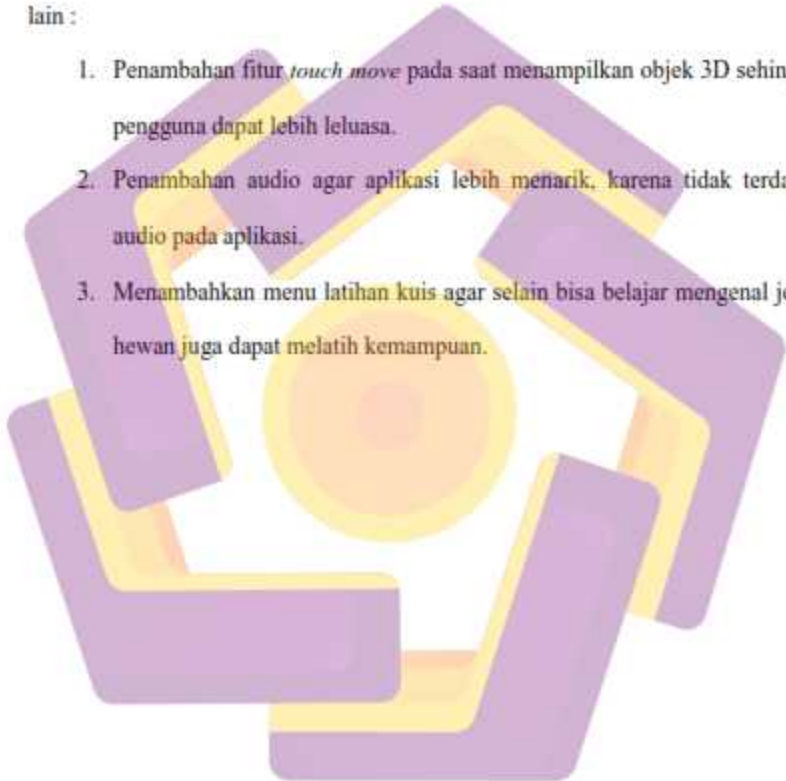 lain :
1. Penambahan fitur touch move pada saat menampilkan objek 3D sehin
pengguna dapat lebih leluasa.
2. Penambahan audio agar aplikasi lebih menarik, karena tidak terda
audio pada aplikasi.
3. Menambahkan menu latihan kuis agar selain bisa belajar mengenal je
hewan juga dapat melatih kemampuan.